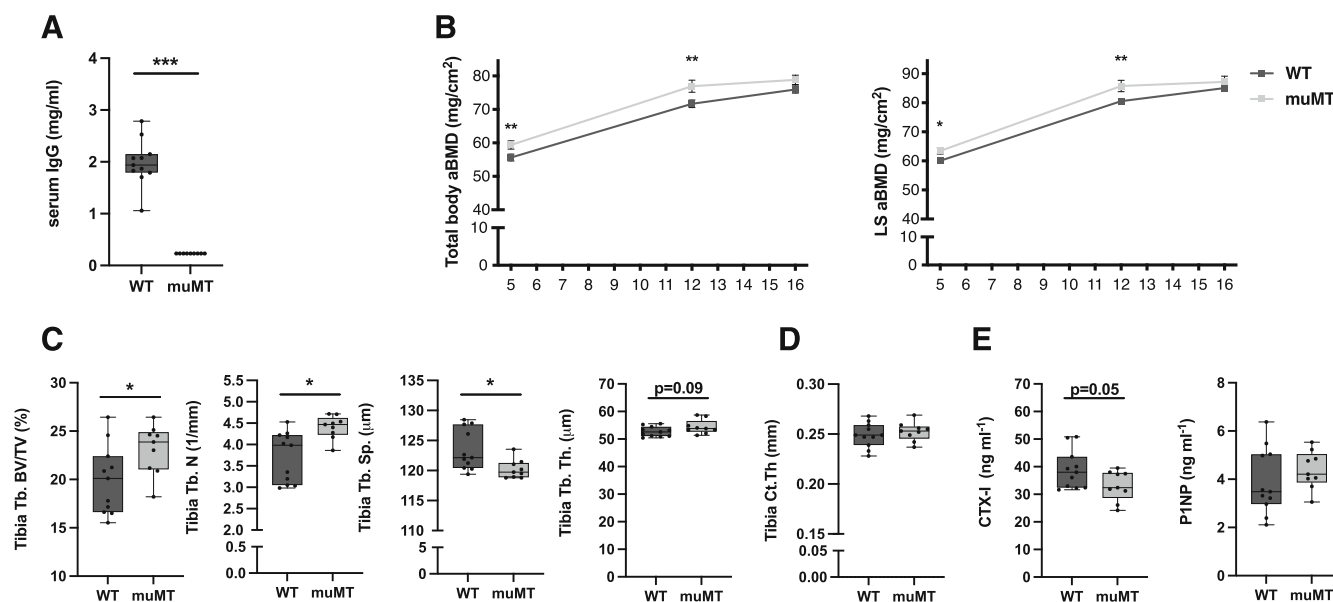 A
serum IgG (mg/ml)
4
3
2
1
0
***
WT
muMT
B
Total body aBMD (mg/cm²)
80
70
60
50
40
10
0
**
**
5 6 7 8 9 10 11 12 13 14 15 16
LS aBMD (mg/cm²)
90
80
70
60
50
40
10
0
*
**
5 6 7 8 9 10 11 12 13 14 15 16
WT
muMT
C
Tibia Tb. BV/TV (%)
30
25
20
15
10
*
WT muMT
Tibia Tb. N (1/mm)
5.5
5.0
4.5
4.0
3.5
3.0
2.5
2.0
0.5
0.0
*
WT muMT
Tibia Tb. Sp. (μm)
135
130
125
120
115
110
5
0
*
WT muMT
Tibia Tb. Th. (μm)
70
60
50
40
30
20
10
0
p=0.09
WT muMT
D
Tibia Ct.Th (mm)
0.30
0.25
0.20
0.15
0.05
0.00
WT muMT
E
CTX-I (ng ml⁻¹)
70
60
50
40
30
20
10
0
p=0.05
WT muMT
P1NP (ng ml⁻¹)
8
6
4
2
0
WT muMT